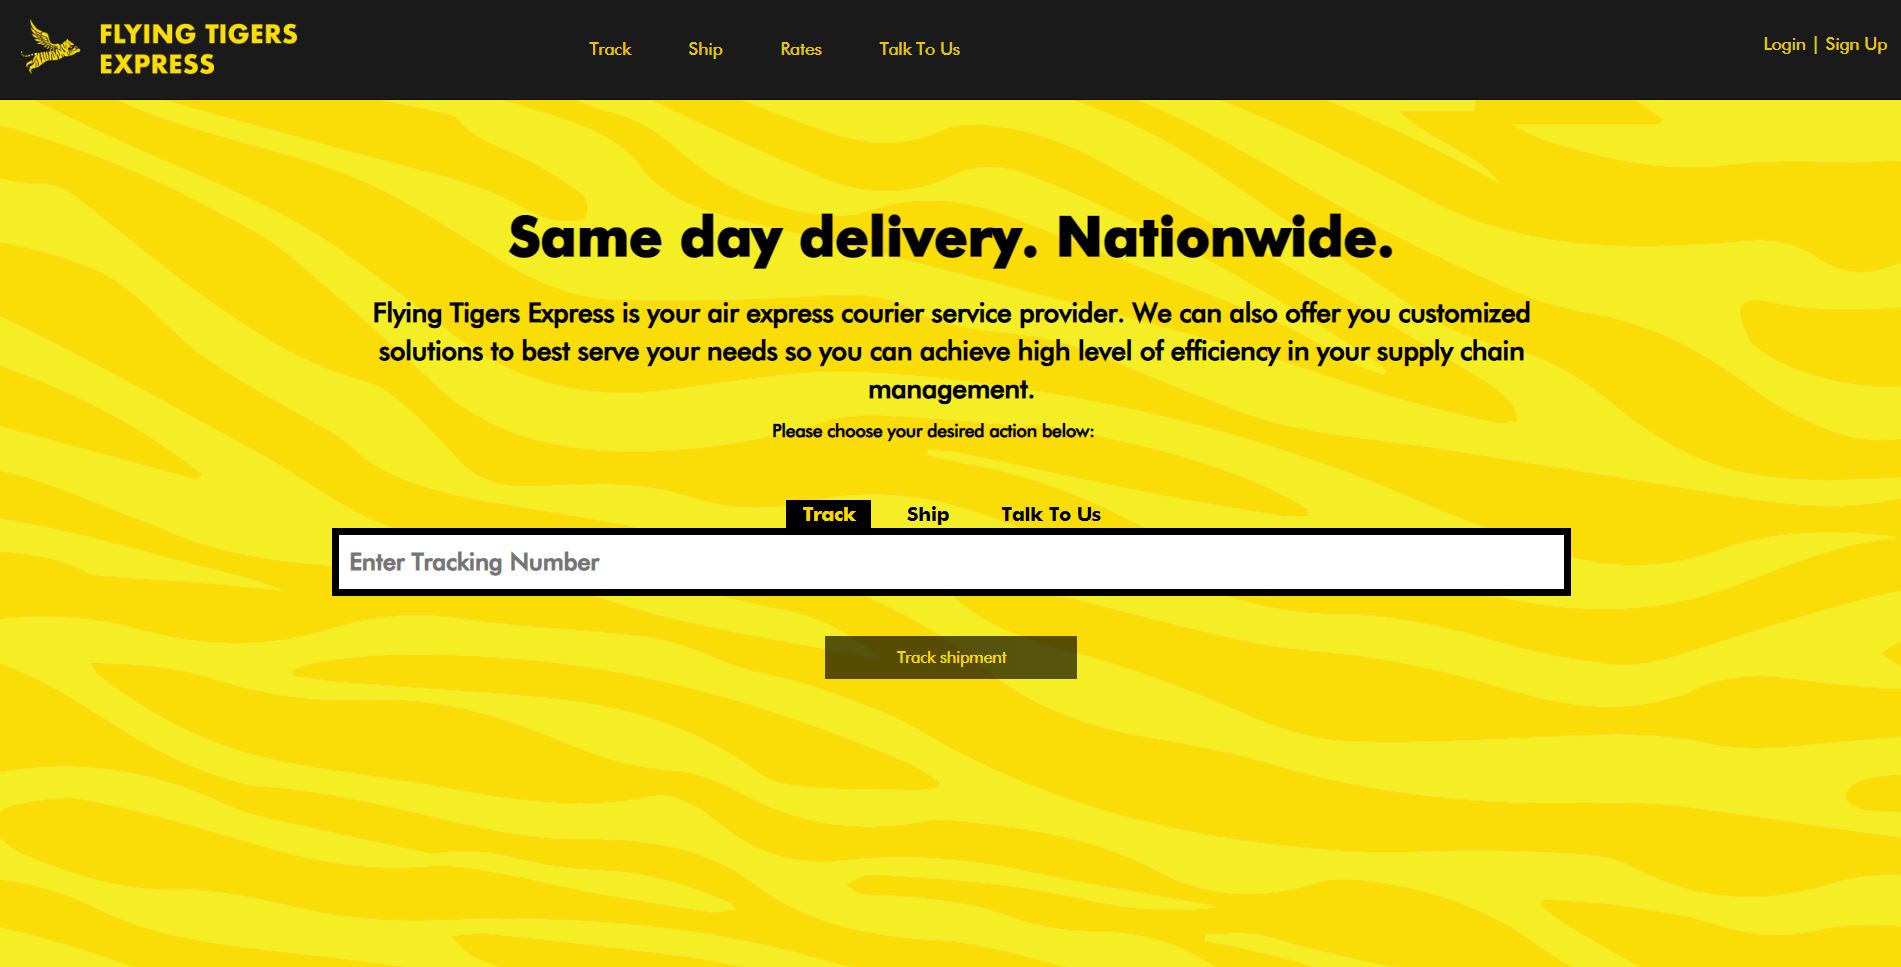 FLYING TIGERS
EXPRESS
Track
Ship
Rates
Talk To Us
Login | Sign Up
Same day delivery. Nationwide.
Flying Tigers Express is your air express courier service provider. We can also offer you customized
solutions to best serve your needs so you can achieve high level of efficiency in your supply chain
management.
Please choose your desired action below:
Track
Ship
Talk To Us
Enter Tracking Number
Track shipment